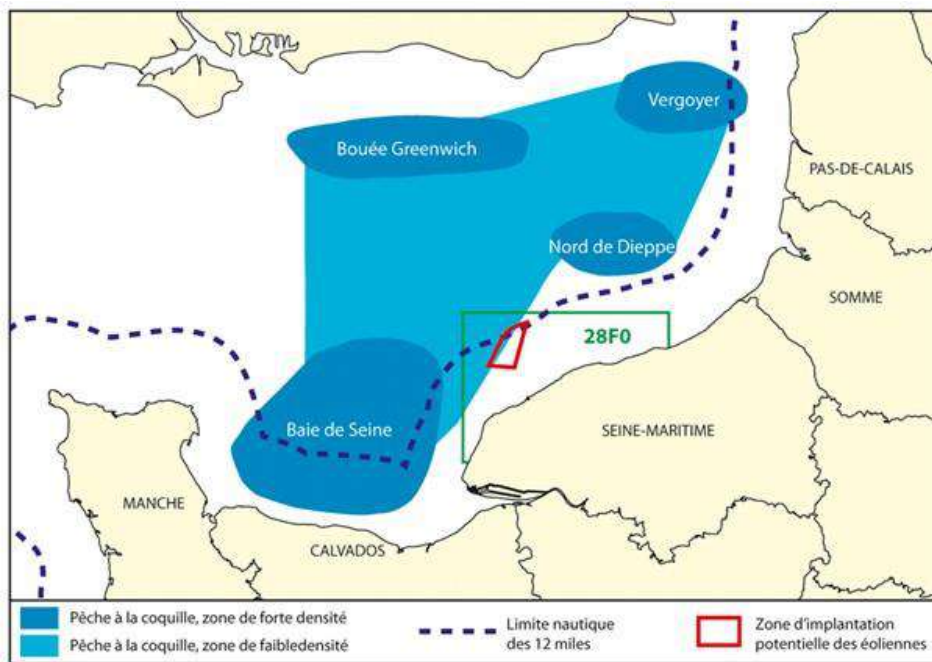 Vergoyer
Bouée Greenwich
PAS-DE-CALAIS
Nord de Dieppe
SOMME
28F0
Baie de Seine
SEINE-MARITIME
MANCHE
CALVADOS
Pêche à la coquille, zone de forte densité
Pêche à la coquille, zone de faibledensité
Limite nautique
des 12 miles
Zone d'implantation
potentielle des éoliennes